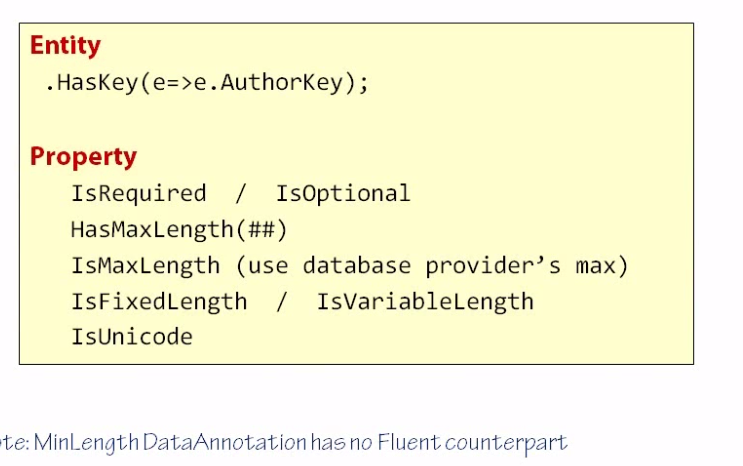 Entity
.HasKey(e=>e.AuthorKey);
Property
IsRequired / IsOptional
HasMaxLength(##)
IsMaxLength (use database provider’s max)
IsFixedLength / IsVariableLength
IsUnicode
te: MinLength DataAnnotation has no Fluent counterpart